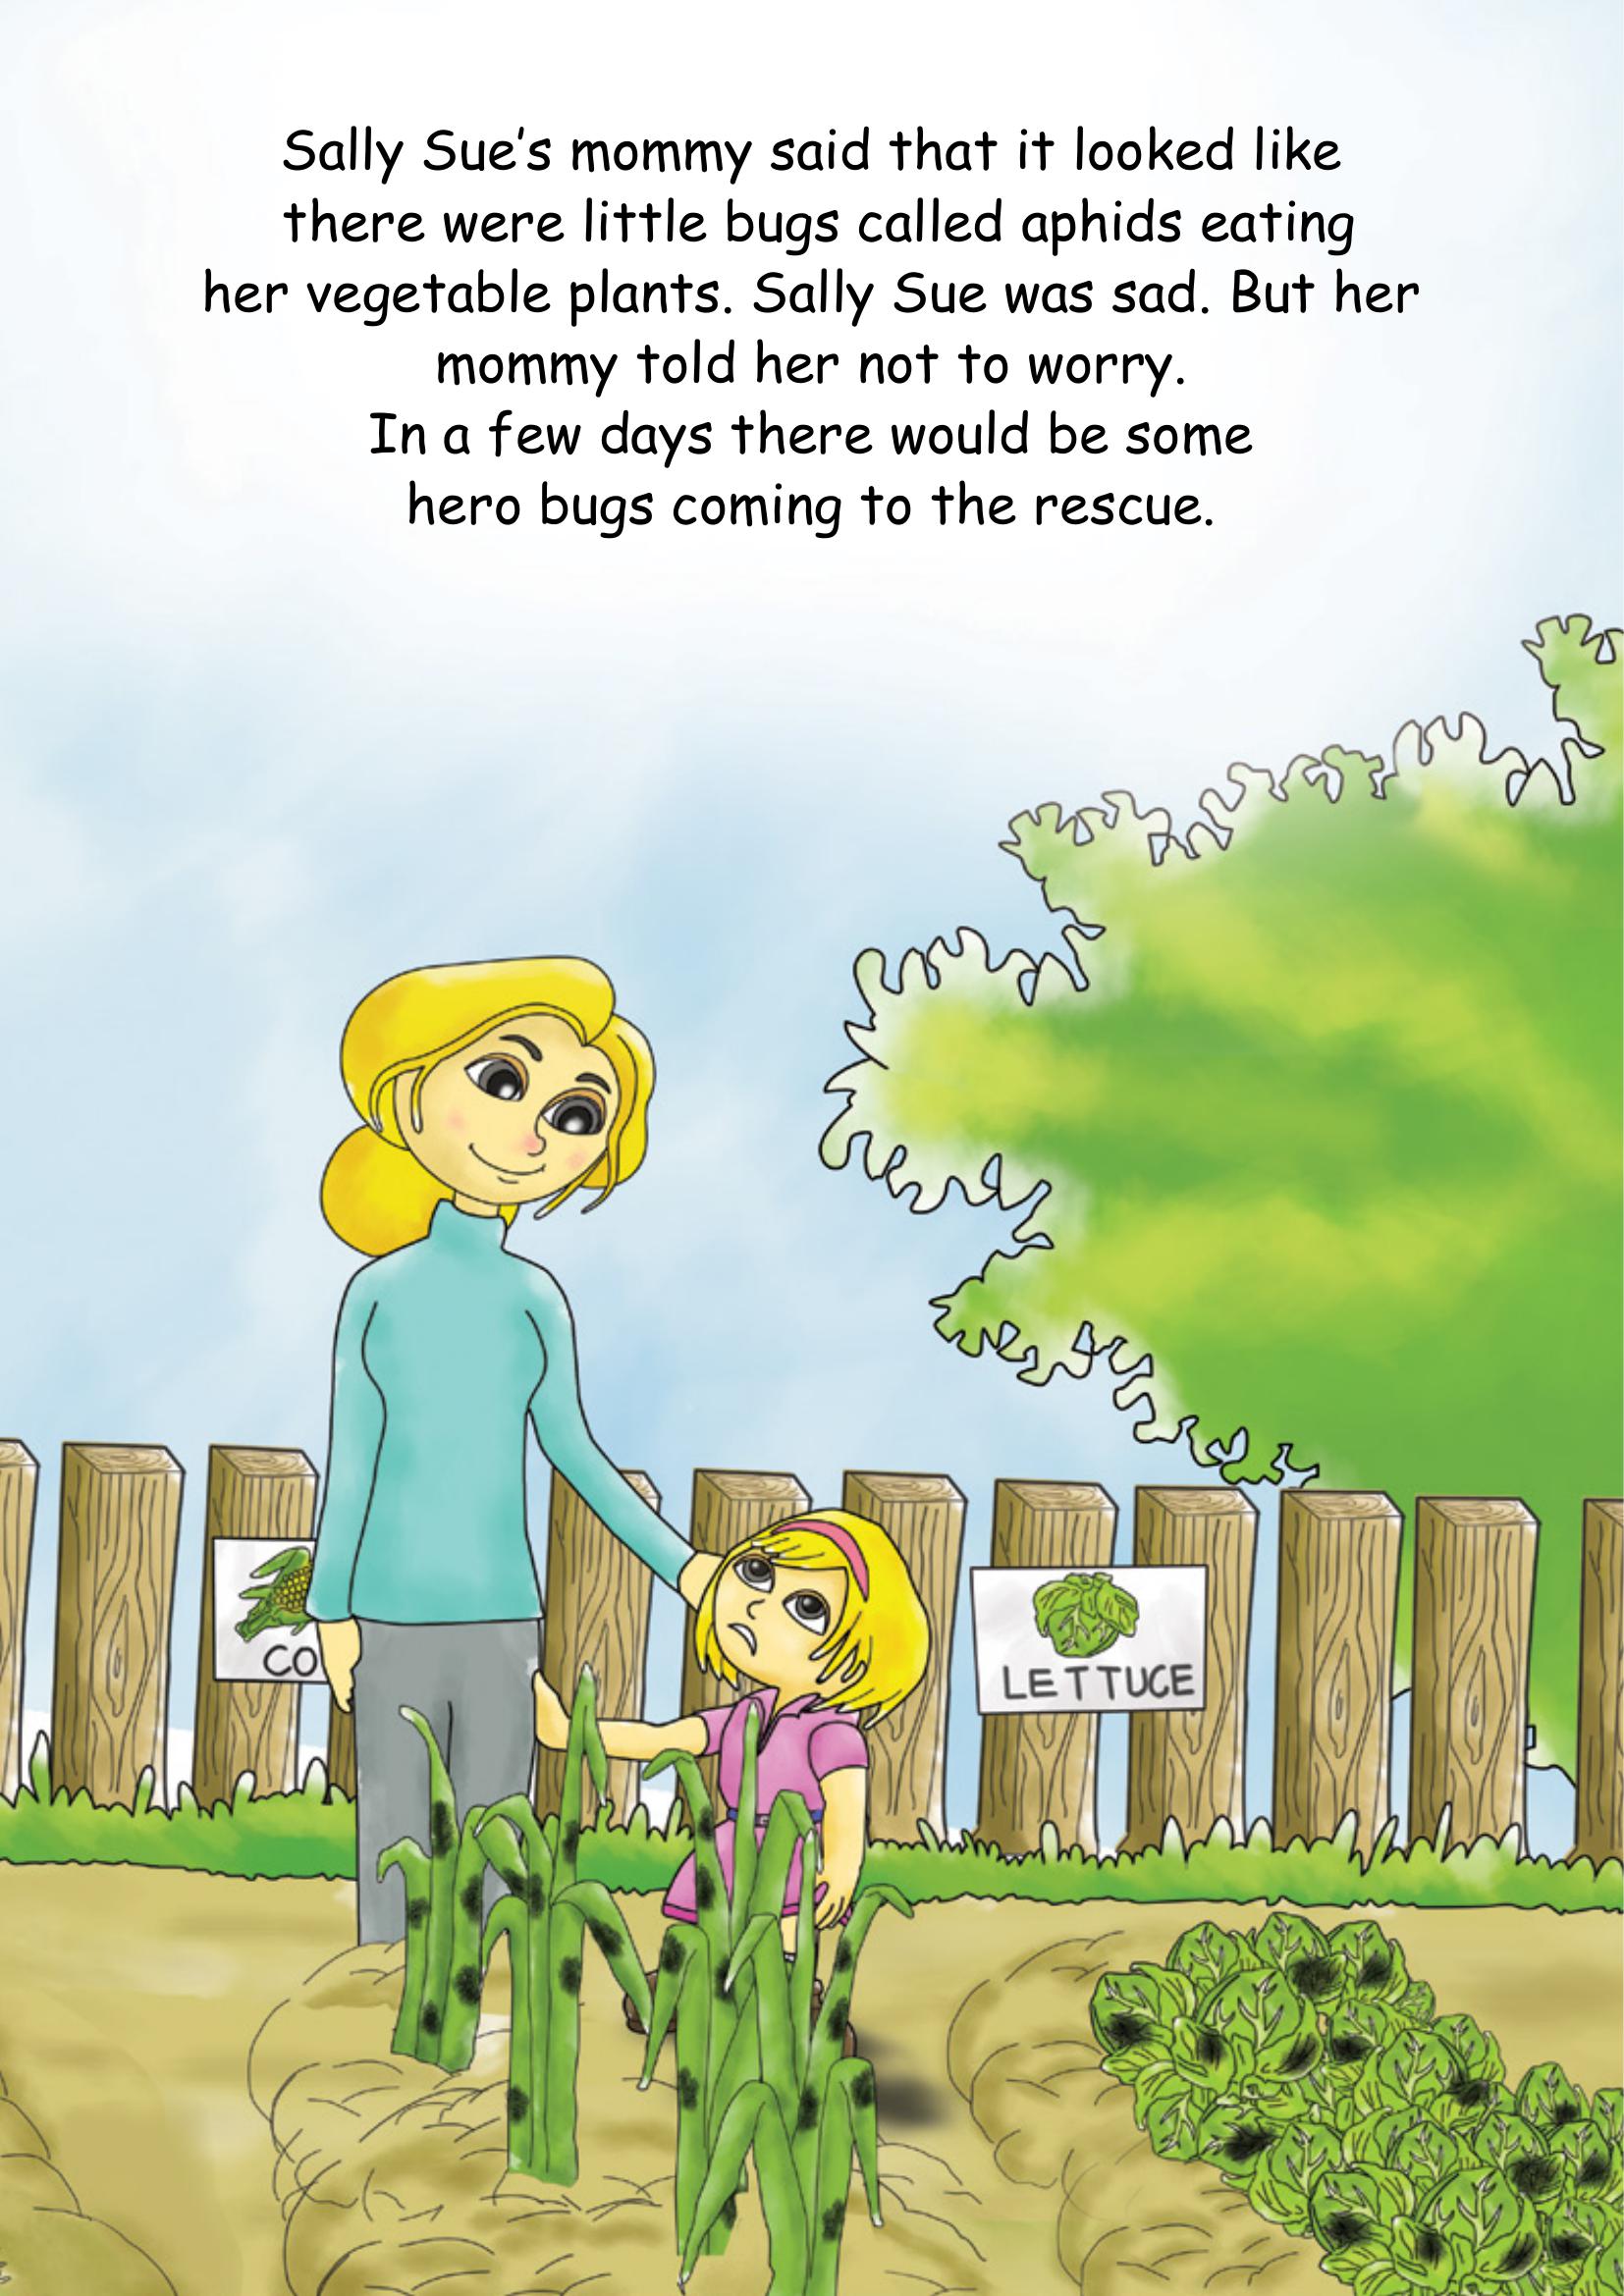 Sally Sue’s mommy said that it looked like
there were little bugs called aphids eating
her vegetable plants. Sally Sue was sad. But her
mommy told her not to worry.
In a few days there would be some
hero bugs coming to the rescue.
CO
LETTUCE